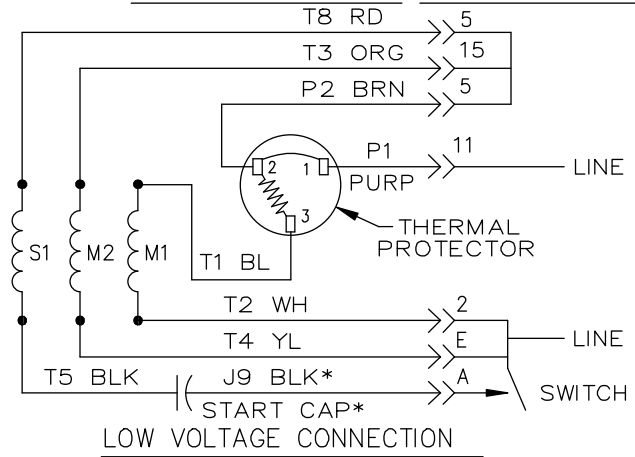 T8 RD 5
T3 ORG 15
P2 BRN 5
2 1 P1 11
PURP LINE
3
THERMAL
PROTECTOR
S1 M2 M1
T1 BL
T2 WH 2
T4 YL E LINE
T5 BLK J9 BLK* A
START CAP* SWITCH
LOW VOLTAGE CONNECTION